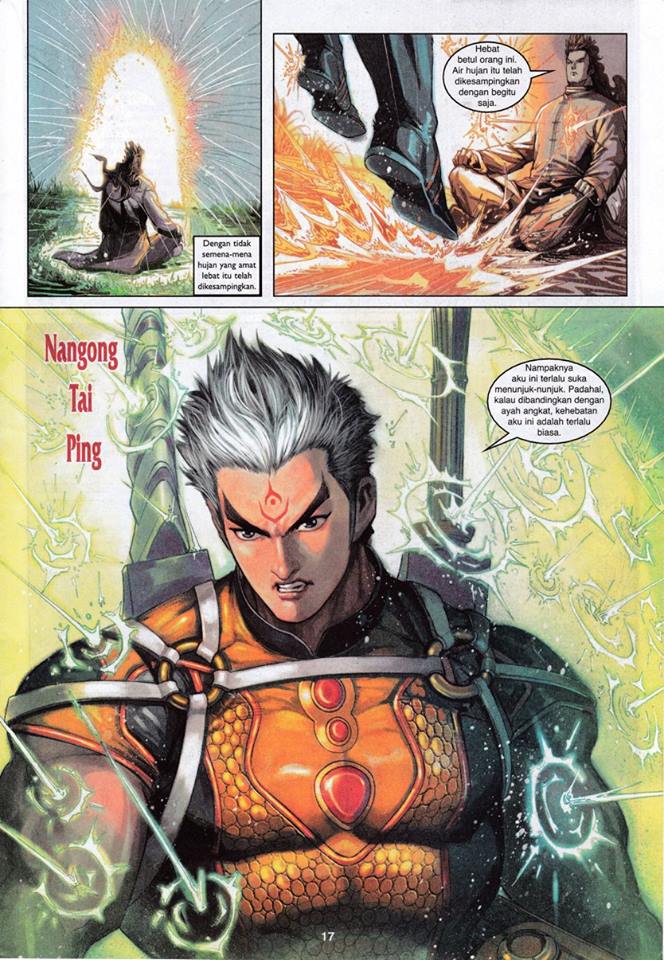 Dengan tidak
semena-mena
hujan yang amat
lebat itu telah
dikesampingkan.
Hebat
betul orang ini.
Air hujan itu telah
dikesampingkan
dengan begitu
saja.
Nangong
Tai
Ping
Nampaknya
aku ini terlalu suka
menunjuk-nunjuk. Padahal,
kalau dibandingkan dengan
ayah angkat, kehebatan
aku ini adalah terlalu
biasa.
17